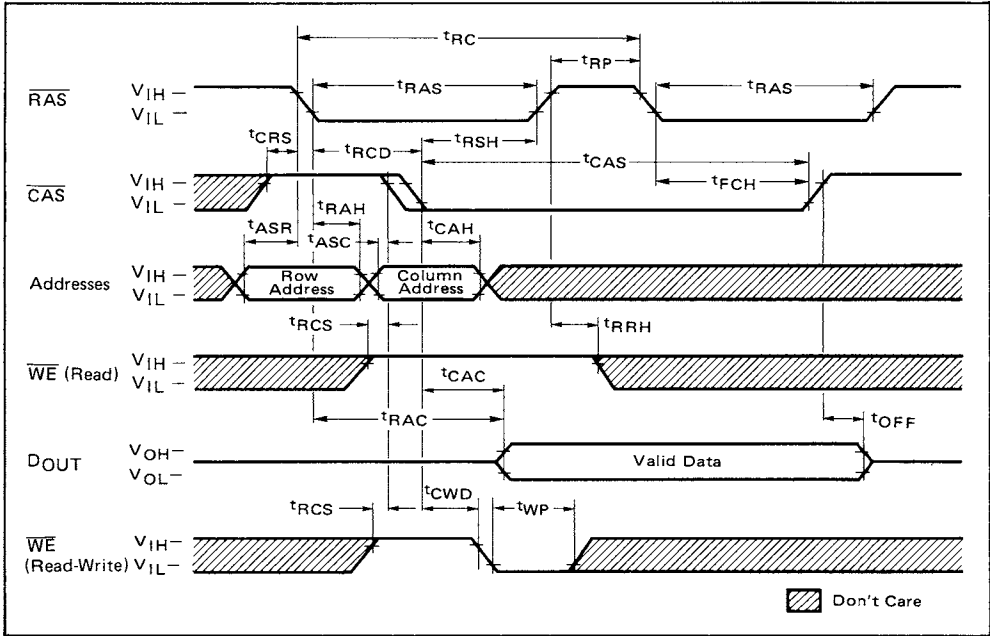 tRC
tRP
tRAS
tRAS
RAS
VIH
VIL
tCRS
tRCD
tRSH
tCAS
CAS
VIH
VIL
tFCH
tRAH
tASR
tASC
tCAH
Addresses
VIH
VIL
Row
Address
Column
Address
tRCS
tRRH
WE (Read)
VIH
VIL
tCAC
tRAC
tOFF
DOUT
VOH
VOL
Valid Data
tRCS
tCWD
tWP
WE
(Read-Write)
VIH
VIL
Don't Care